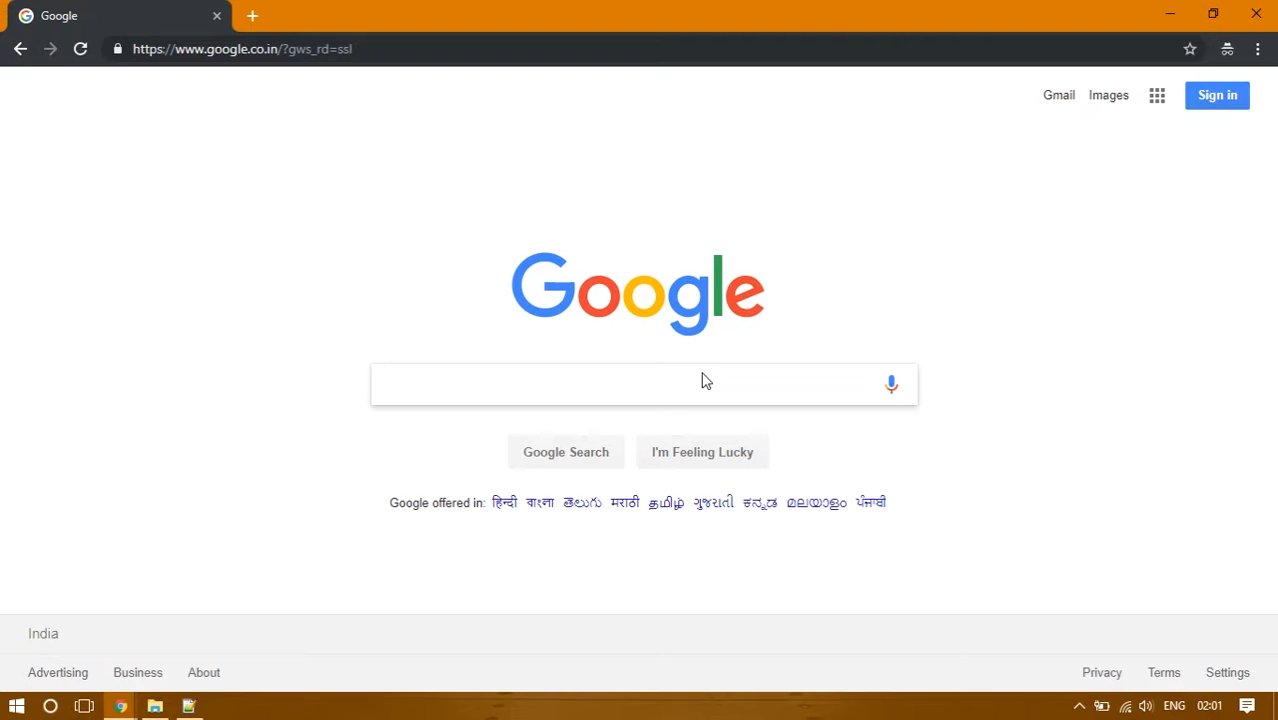 Google
https://www.google.co.in/?gws_rd=ssl
Gmail Images Sign in
Google
Google Search I'm Feeling Lucky
Google offered in: हिन्दी বাংলা తెలుగు मराठी தமிழ் ગુજરાતી ಕನ್ನಡ മലയാളം ਪੰਜਾਬੀ
India
Advertising Business About Privacy Terms Settings
ENG 02:01